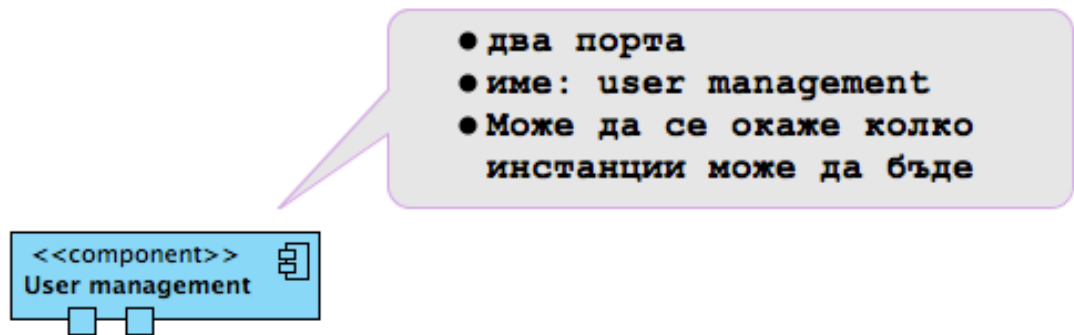 ● два порта
● име: user management
● Може да се окаже колко
инстанции може да бъде
<<component>>
User management